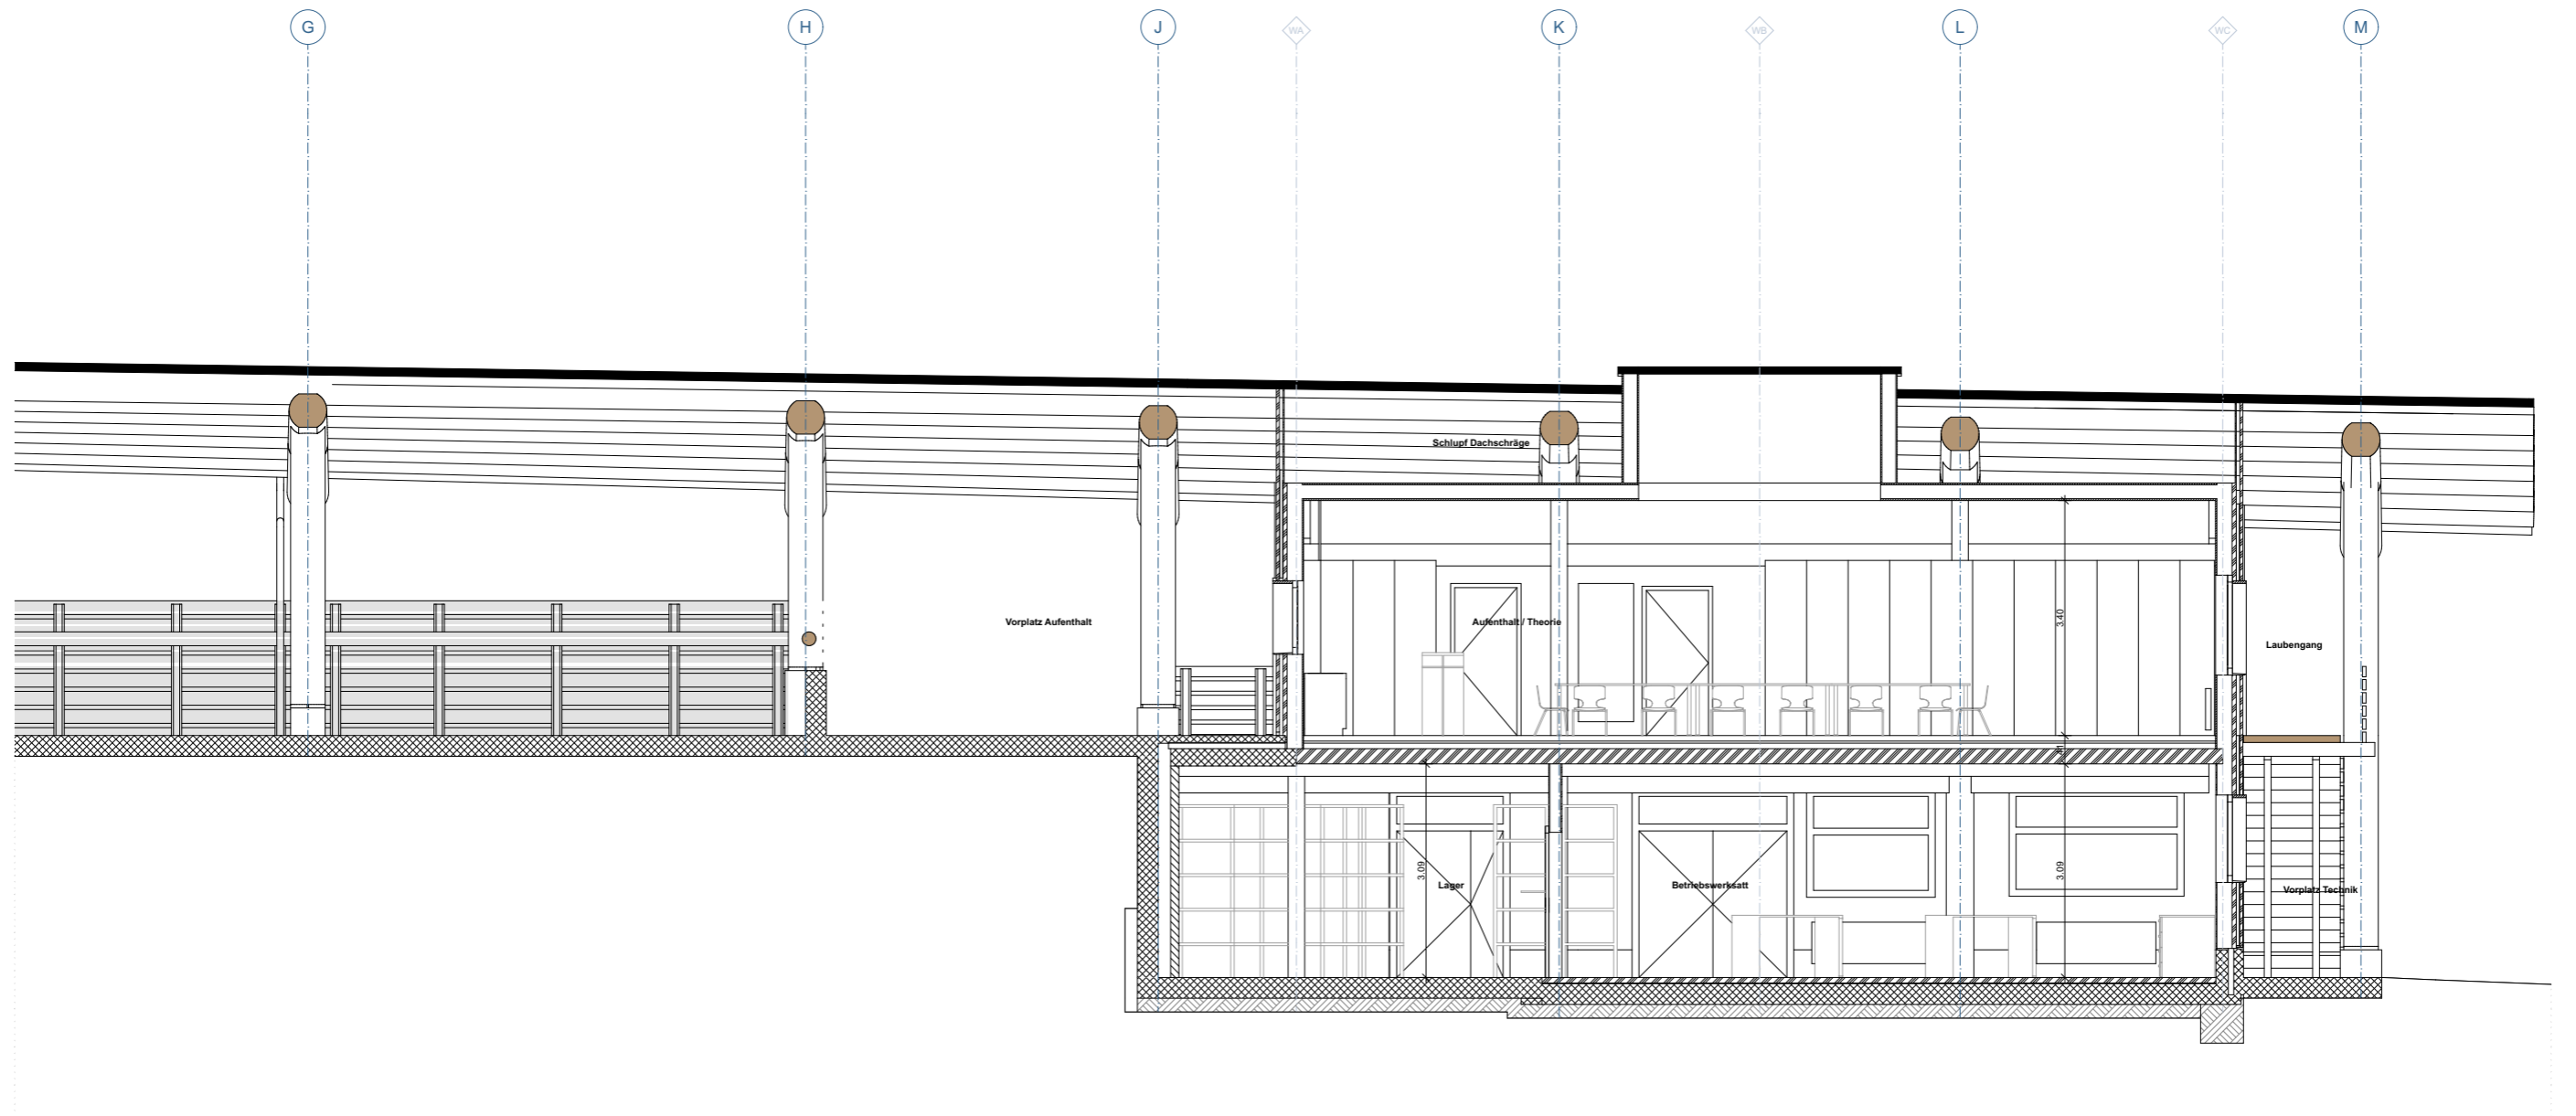 G
H
J
WA
K
WB
L
WC
M
Schlupf Dachschräge
Vorplatz Aufenthalt
Aufenthalt / Theorie
3.40
Laubengang
3.09
Lager
Betriebswerksatt
3.09
Vorplatz Technik